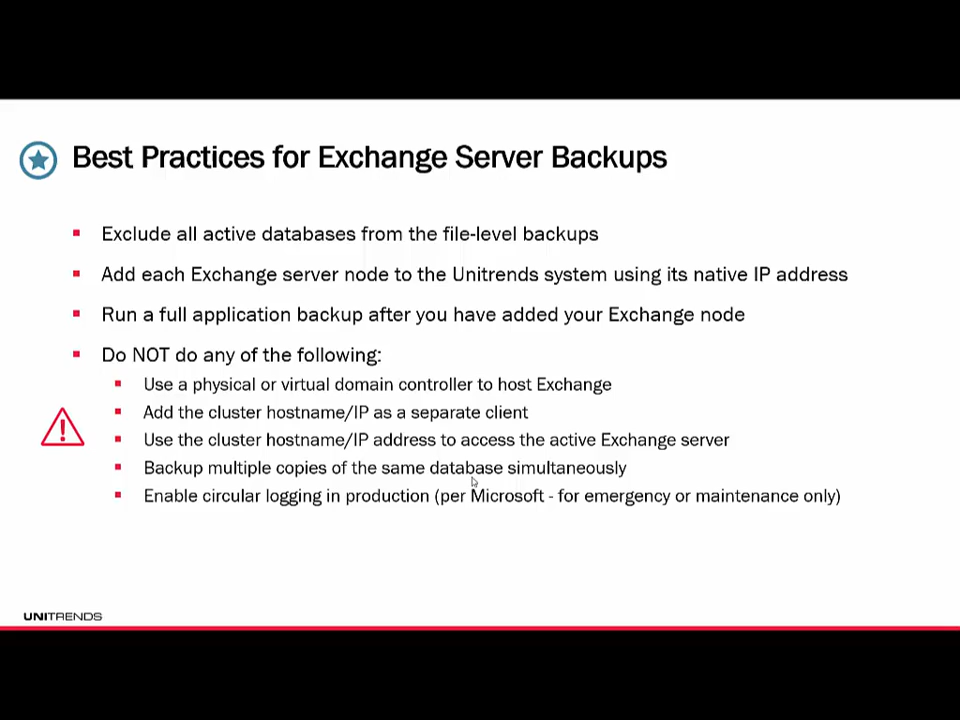 Best Practices for Exchange Server Backups
Exclude all active databases from the file-level backups
Add each Exchange server node to the Unitrends system using its native IP address
Run a full application backup after you have added your Exchange node
Do NOT do any of the following:
Use a physical or virtual domain controller to host Exchange
Add the cluster hostname/IP as a separate client
Use the cluster hostname/IP address to access the active Exchange server
Backup multiple copies of the same database simultaneously
Enable circular logging in production (per Microsoft - for emergency or maintenance only)
UNITRENDS